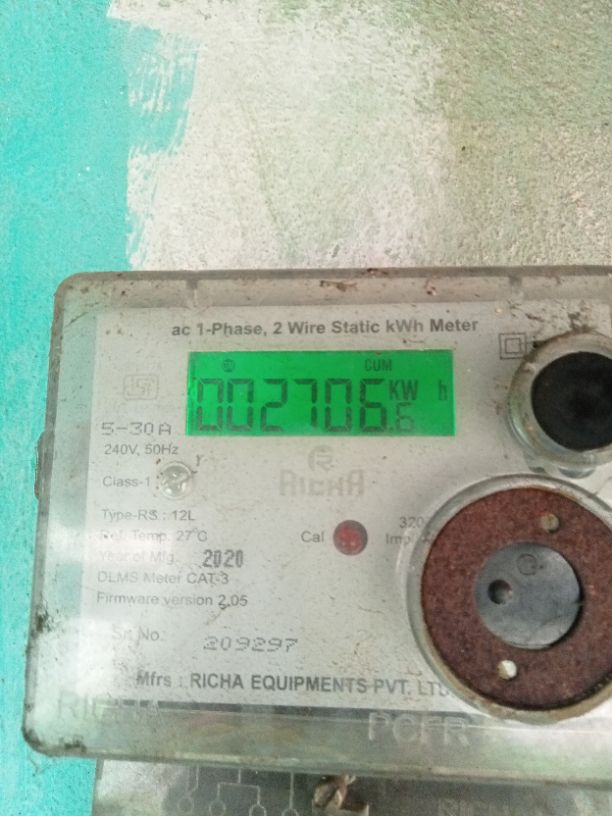 ac 1-Phase, 2 Wire Static kWh Meter
CUM
002706.6 KW h
5-30A
240V, 50Hz
Class-1
RICHA
Type-RS : 12L
Ref. Temp. 27°C
Cal
320
Year of Mfg. 2020
DLMS Meter CAT-3
Firmware version 2.05
Sr. No. 209297
Mfrs : RICHA EQUIPMENTS PVT. LTD
RICHA